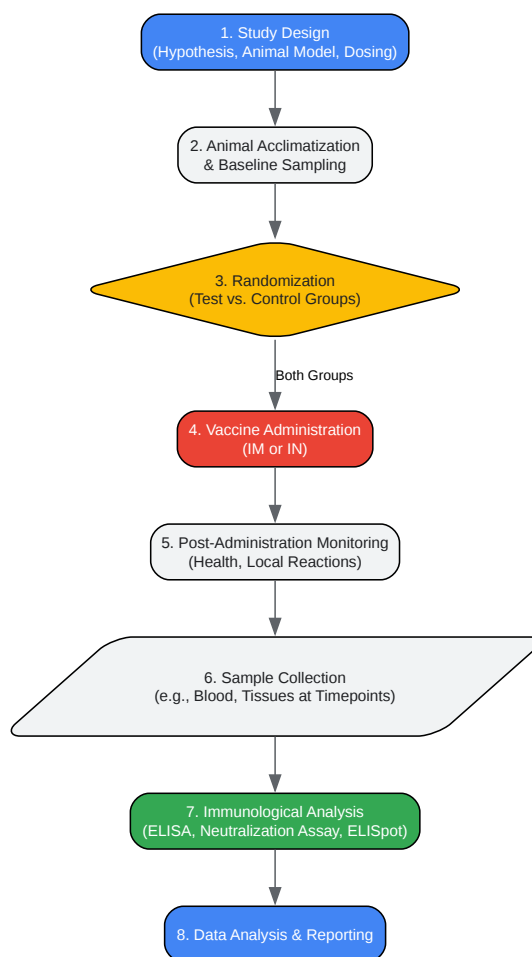 1. Study Design
(Hypothesis, Animal Model, Dosing)
2. Animal Acclimatization
& Baseline Sampling
3. Randomization
(Test vs. Control Groups)
Both Groups
4. Vaccine Administration
(IM or IN)
5. Post-Administration Monitoring
(Health, Local Reactions)
6. Sample Collection
(e.g., Blood, Tissues at Timepoints)
7. Immunological Analysis
(ELISA, Neutralization Assay, ELISpot)
8. Data Analysis & Reporting